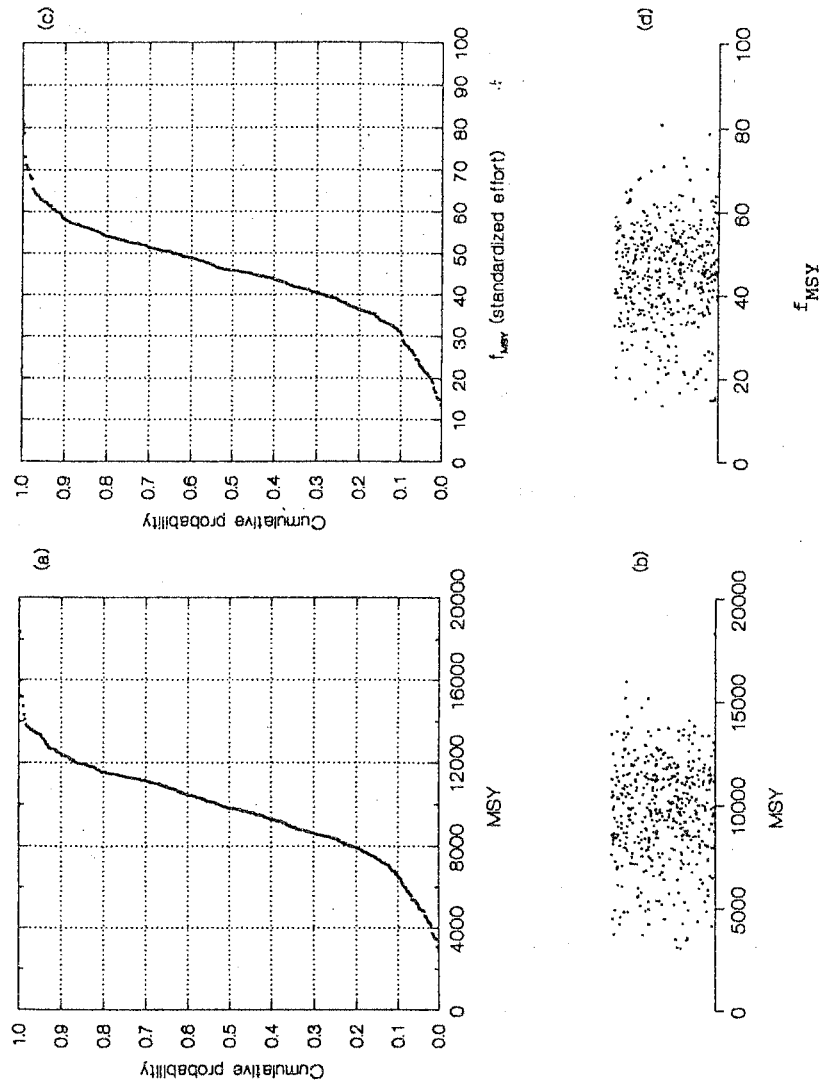 (a)
1.0
0.9
0.8
0.7
0.6
0.5
0.4
0.3
0.2
0.1
0.0
Cumulative probability
0 4000 8000 12000 16000 20000
MSY
(c)
1.0
0.9
0.8
0.7
0.6
0.5
0.4
0.3
0.2
0.1
0.0
Cumulative probability
0 10 20 30 40 50 60 70 80 90 100
fMSY (standardized effort)
(b)
0 5000 10000 15000 20000
MSY
(d)
0 20 40 60 80 100
fMSY